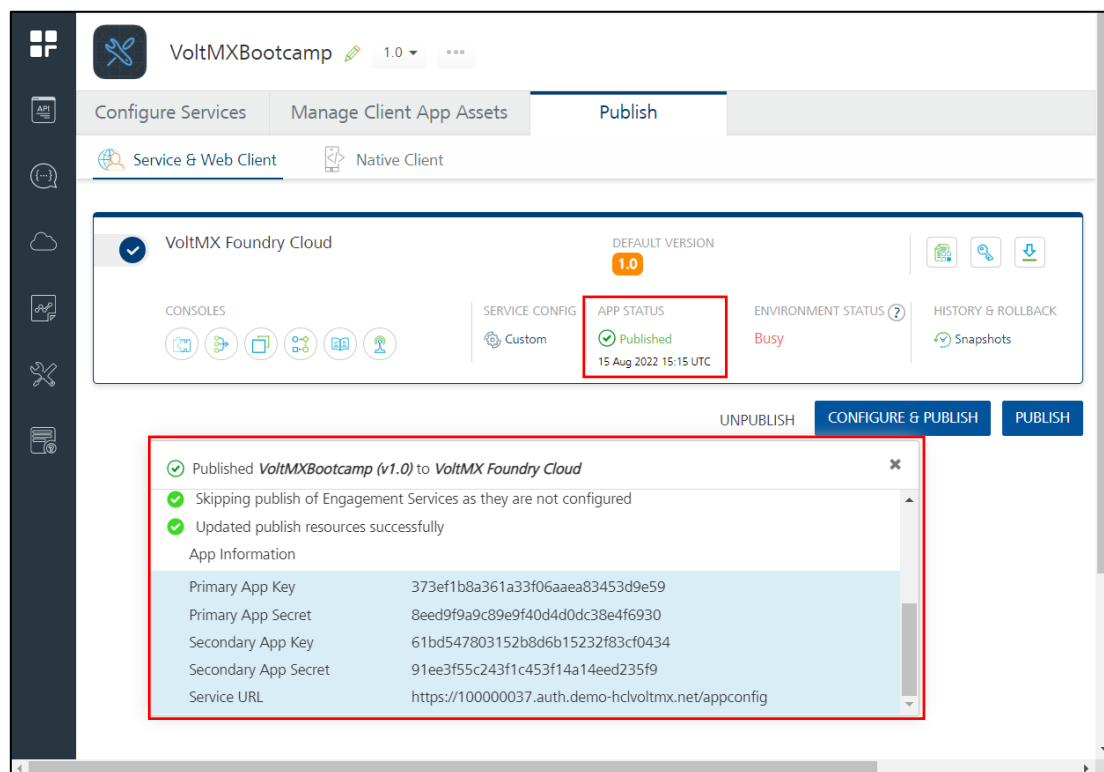 VoltMXBootcamp 1.0
Configure Services Manage Client App Assets Publish
API
Service & Web Client Native Client
VoltMX Foundry Cloud
DEFAULT VERSION
1.0
CONSOLES SERVICE CONFIG APP STATUS ENVIRONMENT STATUS ? HISTORY & ROLLBACK
Custom Published Busy Snapshots
15 Aug 2022 15:15 UTC
UNPUBLISH CONFIGURE & PUBLISH PUBLISH
Published VoltMXBootcamp (v1.0) to VoltMX Foundry Cloud
Skipping publish of Engagement Services as they are not configured
Updated publish resources successfully
App Information
Primary App Key 373ef1b8a361a33f06aaea83453d9e59
Primary App Secret 8eed9f9a9c89e9f40d4d0dc38e4f6930
Secondary App Key 61bd547803152b8d6b15232f83cf0434
Secondary App Secret 91ee3f55c243f1c453f14a14eed235f9
Service URL https://100000037.auth.demo-hclvoltmx.net/appconfig